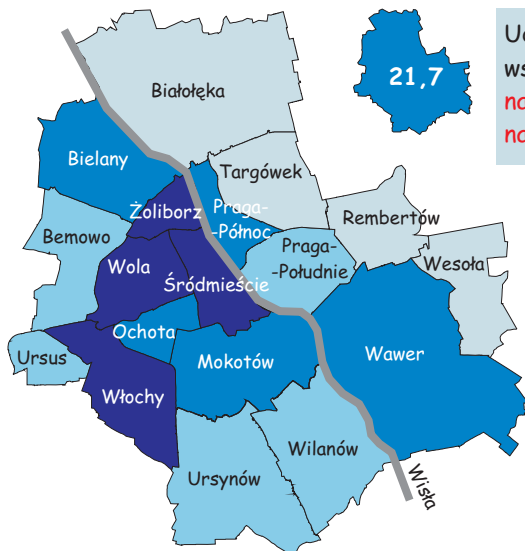 21,7
Białołęka
Bielany
Targówek
Żoliborz
Praga-
-Północ
Rembertów
Bemowo
Praga-
-Południe
Wesoła
Wola
Śródmieście
Ochota
Ursus
Mokotów
Wawer
Włochy
Wilanów
Ursynów
Wisła